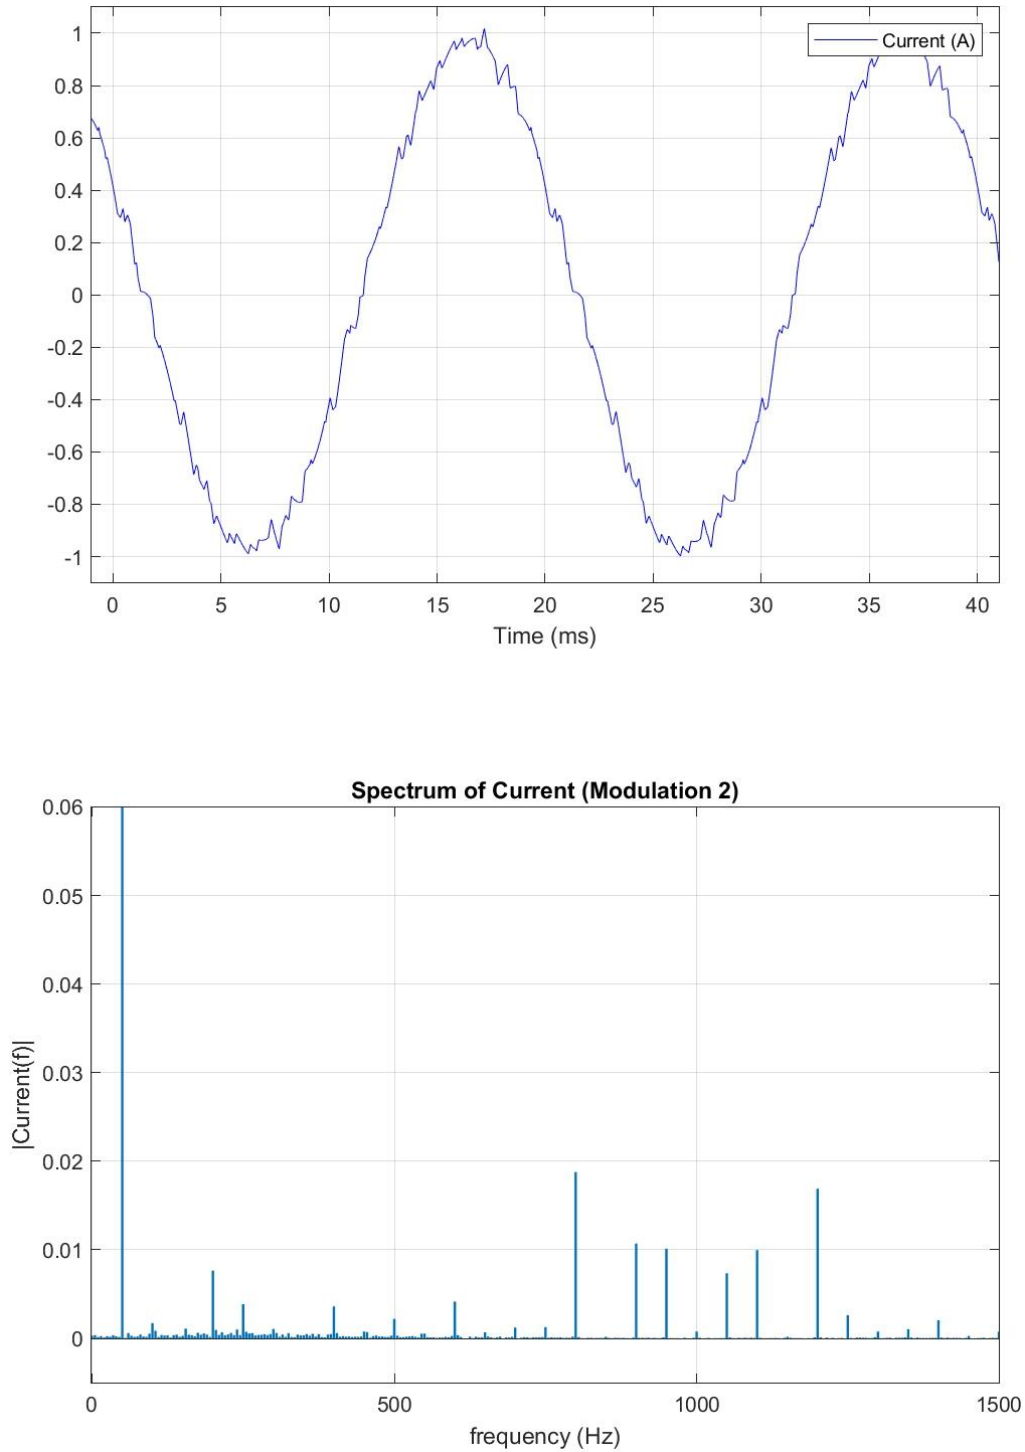 1
0.8
0.6
0.4
0.2
0
-0.2
-0.4
-0.6
-0.8
-1
Current (A)
0 5 10 15 20 25 30 35 40
Time (ms)
Spectrum of Current (Modulation 2)
0.06
0.05
0.04
0.03
0.02
0.01
0
|Current(f)|
0 500 1000 1500
frequency (Hz)